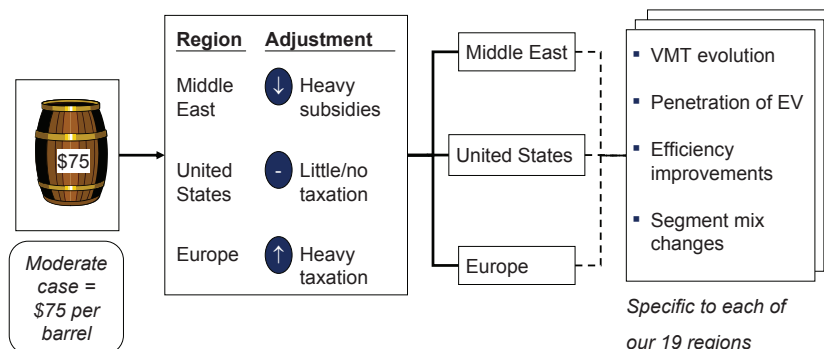 $75
Moderate
case =
$75 per
barrel
Region Adjustment
Middle East ↓ Heavy subsidies
United States - Little/no taxation
Europe ↑ Heavy taxation
Middle East
United States
Europe
▪ VMT evolution
▪ Penetration of EV
▪ Efficiency
improvements
▪ Segment mix
changes
Specific to each of
our 19 regions